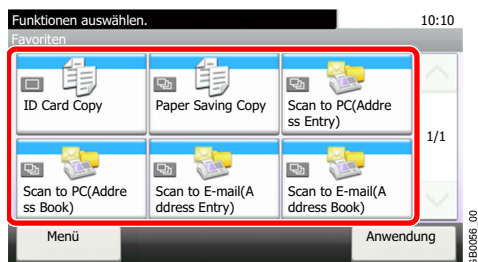 Funktionen auswählen.
10:10
Favoriten
ID Card Copy
Paper Saving Copy
Scan to PC(Addre
ss Entry)
1/1
Scan to PC(Addre
ss Book)
Scan to E-mail(A
ddress Entry)
Scan to E-mail(A
ddress Book)
Menü
Anwendung